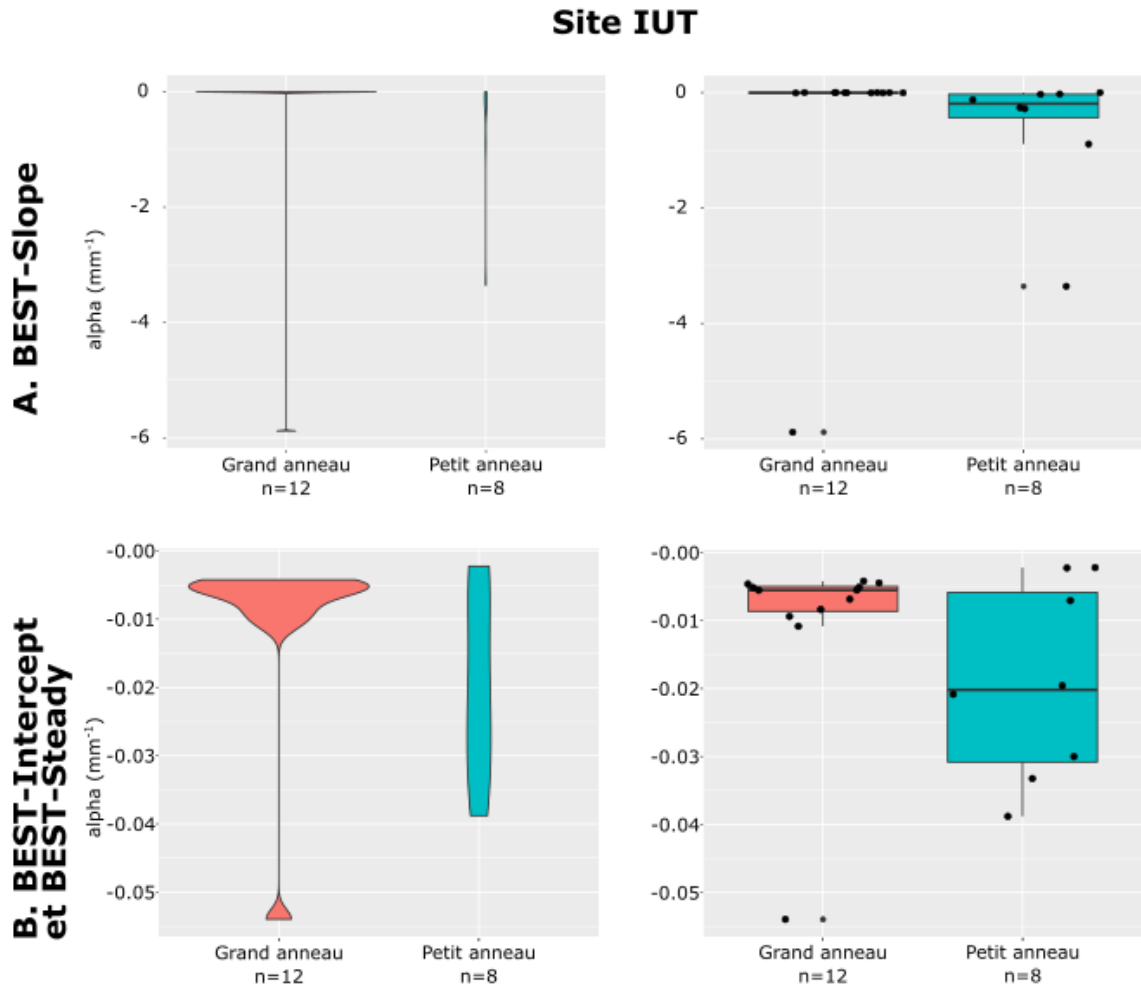 Site IUT
A. BEST-Slope
alpha (mm⁻¹)
0
-2
-4
-6
Grand anneau
n=12
Petit anneau
n=8
0
-2
-4
-6
Grand anneau
n=12
Petit anneau
n=8
B. BEST-Intercept
et BEST-Steady
alpha (mm⁻¹)
-0.00
-0.01
-0.02
-0.03
-0.04
-0.05
Grand anneau
n=12
Petit anneau
n=8
-0.00
-0.01
-0.02
-0.03
-0.04
-0.05
Grand anneau
n=12
Petit anneau
n=8